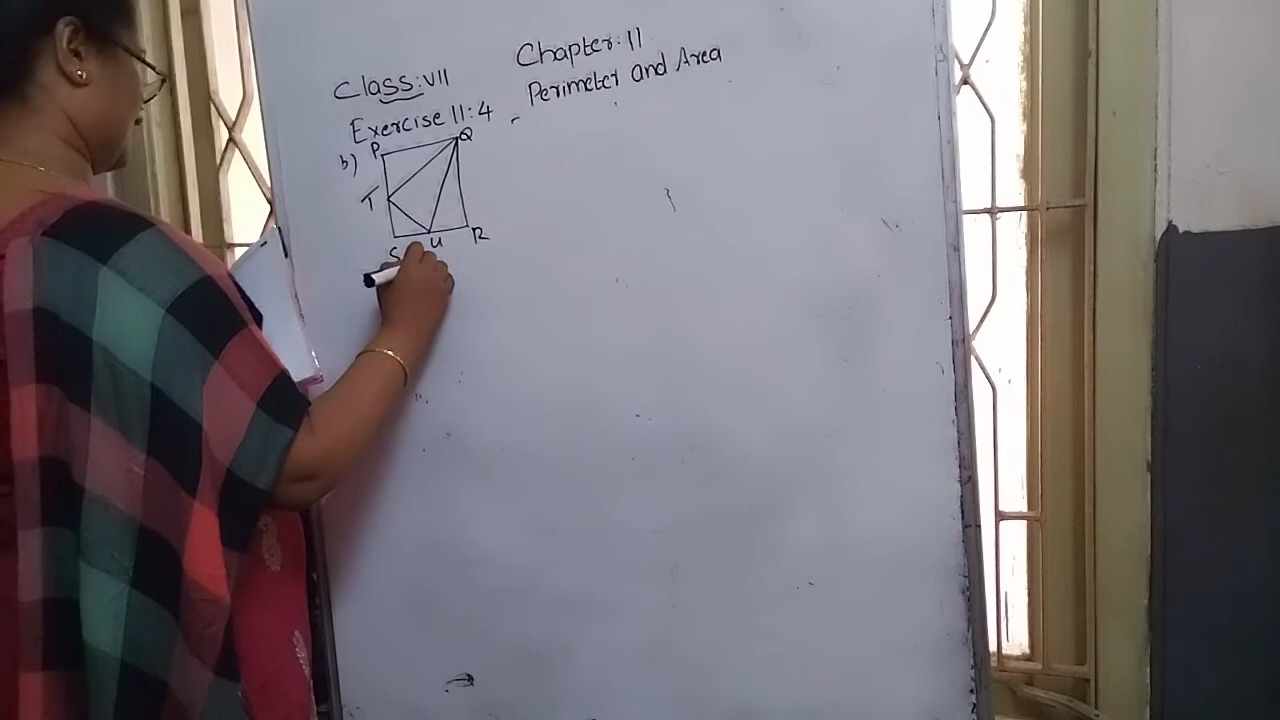 Chapter: 11
Class: VII
Perimeter and Area
Exercise 11:4
b) P Q
T
S U R